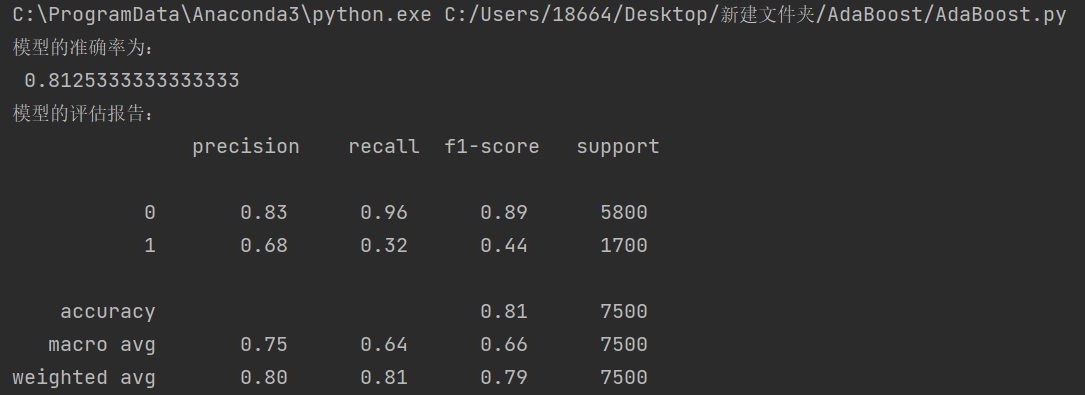 C:\ProgramData\Anaconda3\python.exe C:/Users/18664/Desktop/新建文件夹/AdaBoost/AdaBoost.py
模型的准确率为：
 0.8125333333333333
模型的评估报告：
               precision    recall  f1-score   support

           0       0.83      0.96      0.89      5800
           1       0.68      0.32      0.44      1700

    accuracy                           0.81      7500
   macro avg       0.75      0.64      0.66      7500
weighted avg       0.80      0.81      0.79      7500